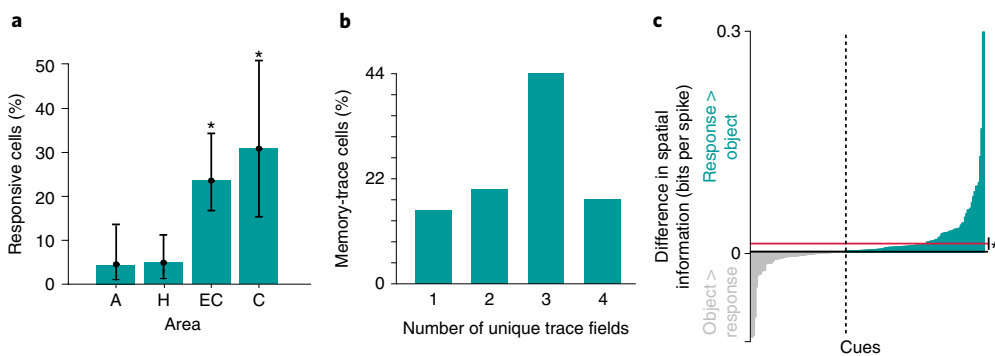 a
Responsive cells (%)
50
40
30
20
10
0
*
*
A H EC C
Area
b
Memory-trace cells (%)
44
22
0
1 2 3 4
Number of unique trace fields
c
Difference in spatial
information (bits per spike)
Response >
object
Object >
response
0.3
0
*
Cues